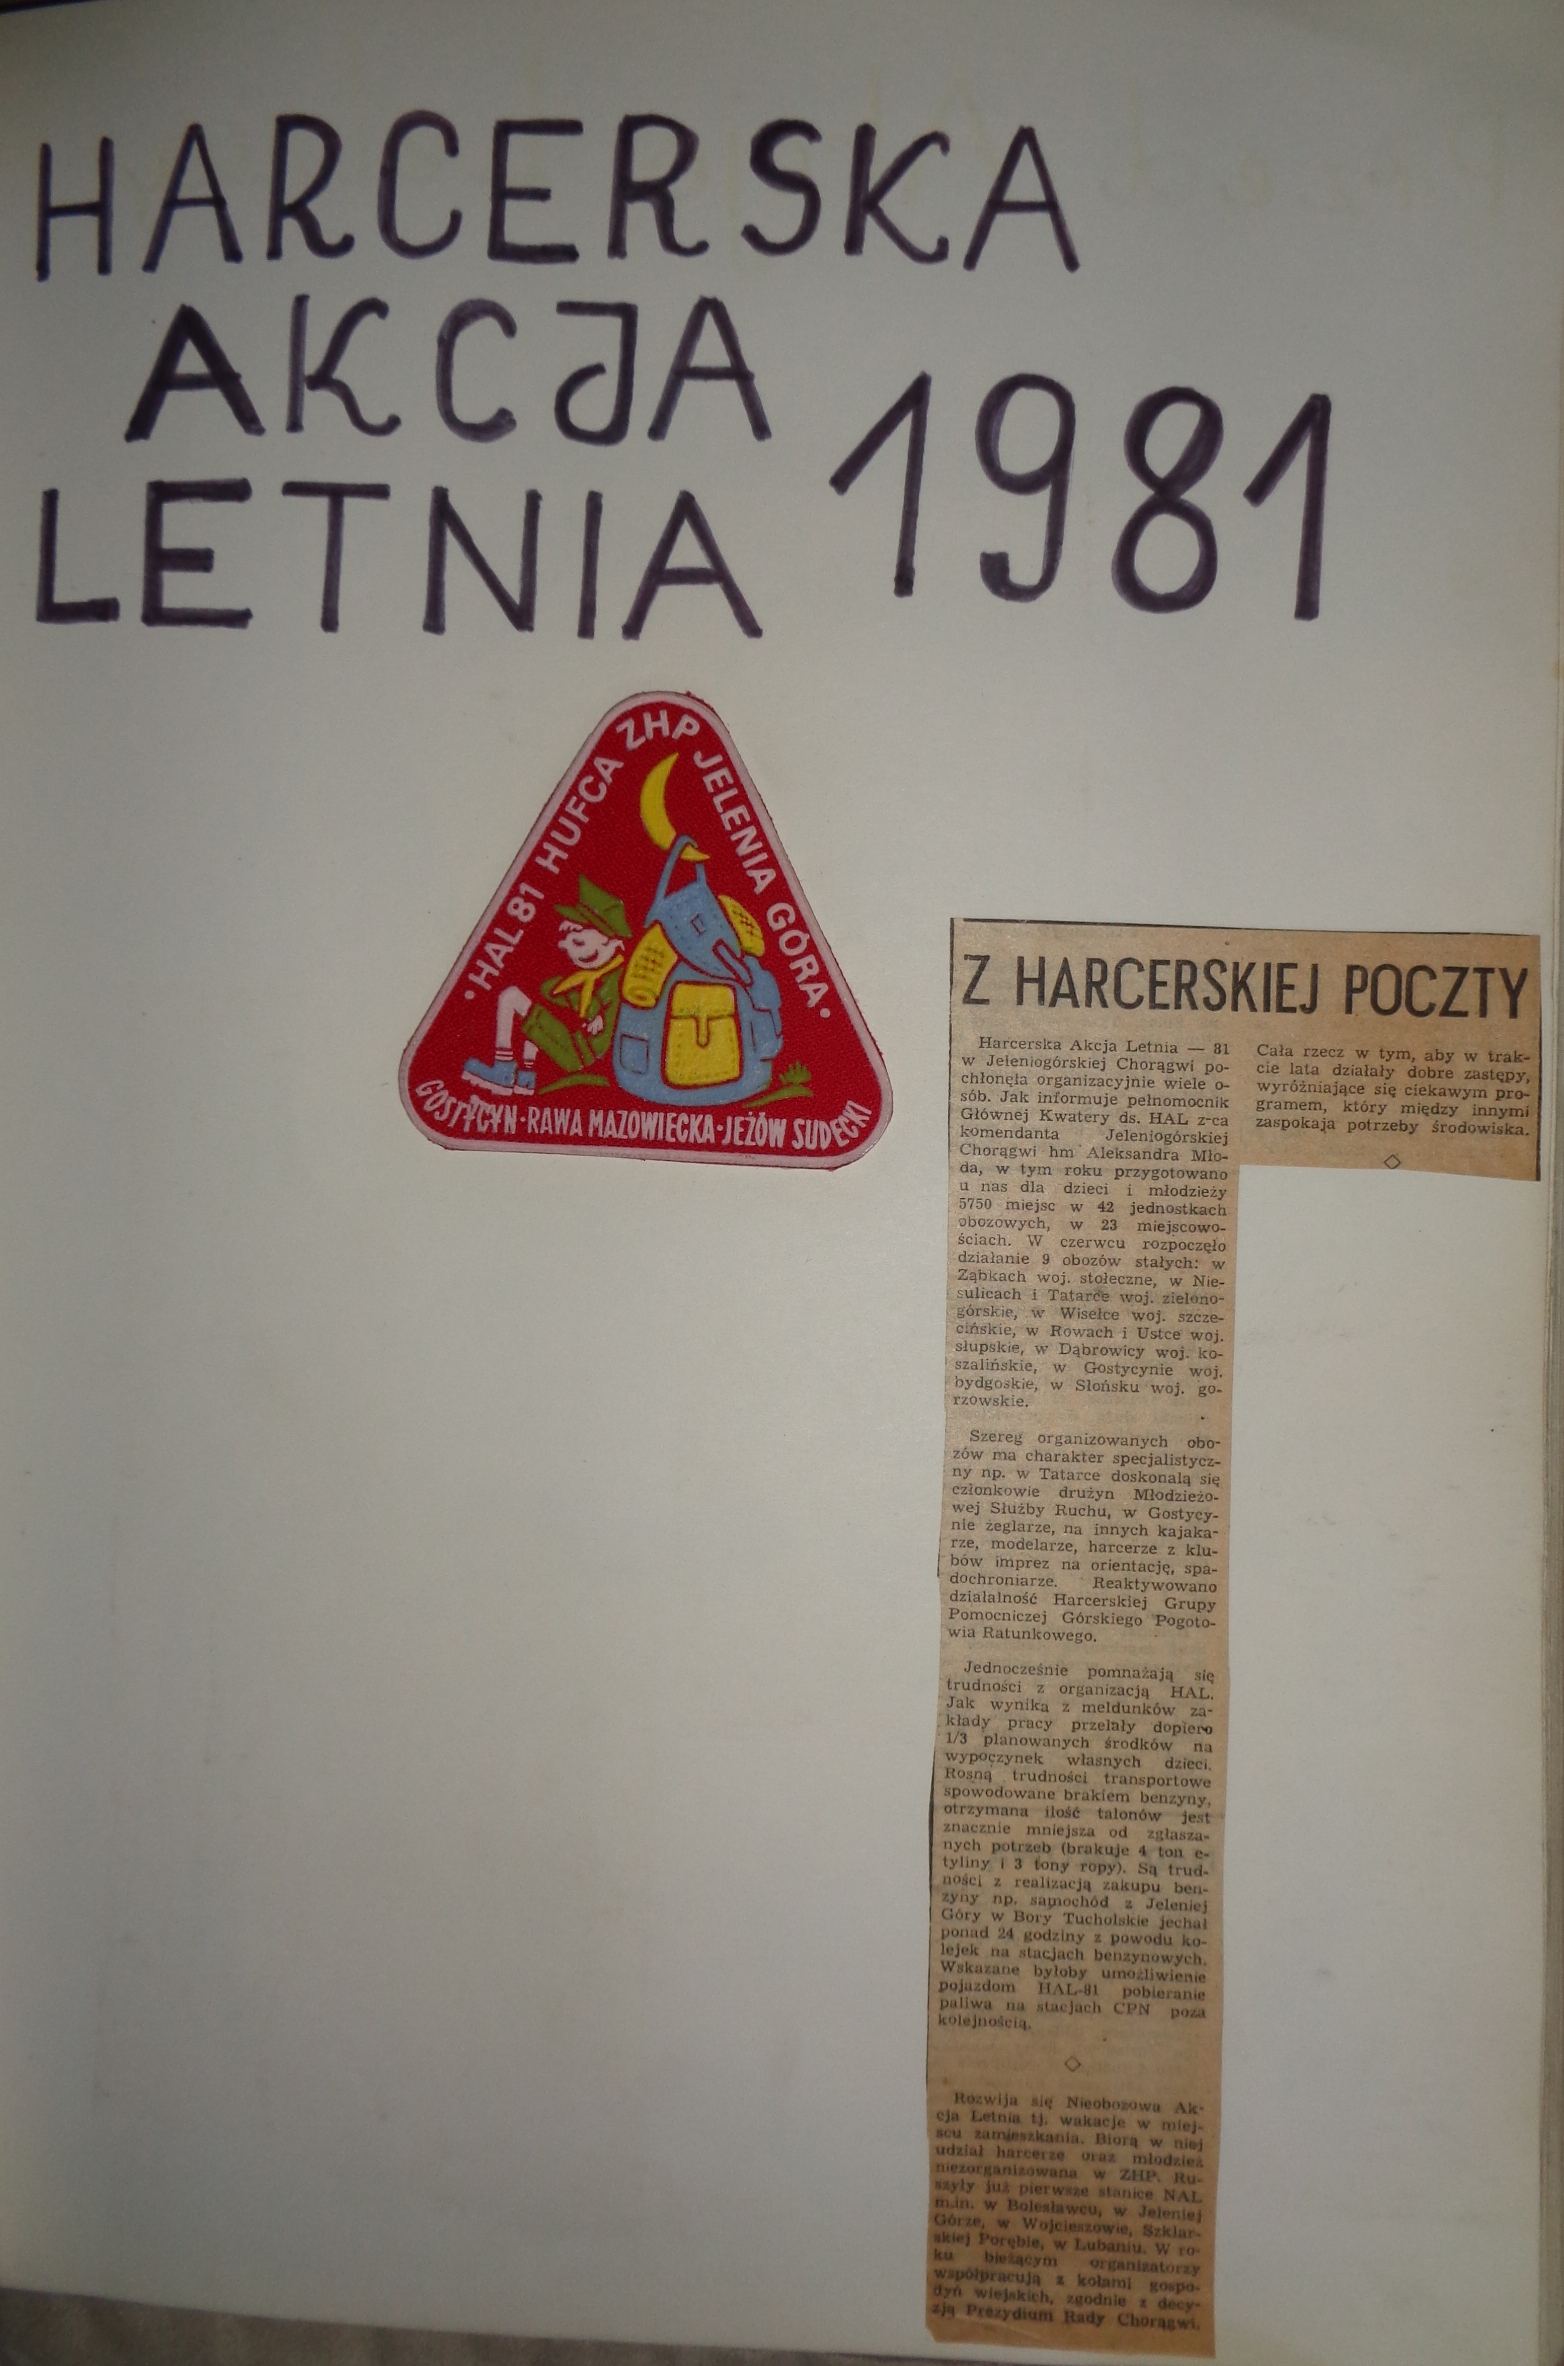 HARCERSKA
AKCJA
LETNIA 1981
• HAL 81 HUFCA ZHP JELENIA GÓRA •
GOSTYCYN • RAWA MAZOWIECKA • JEŻÓW SUDECKI
Z HARCERSKIEJ POCZTY
Harcerska Akcja Letnia — 81
w Jeleniogórskiej Chorągwi po-
chłonęła organizacyjnie wiele o-
sób. Jak informuje pełnomocnik
Głównej Kwatery ds. HAL z-ca
komendanta Jeleniogórskiej
Chorągwi hm Aleksandra Mło-
da, w tym roku przygotowano
u nas dla dzieci i młodzieży
5750 miejsc w 42 jednostkach
obozowych, w 23 miejscowo-
ściach. W czerwcu rozpoczęło
działanie 9 obozów stałych: w
Ząbkach woj. stołeczne, w Nie-
sulicach i Tatarce woj. zielono-
górskie, w Wisełce woj. szcze-
cińskie, w Rowach i Ustce woj.
słupskie, w Dąbrowicy woj. ko-
szalińskie, w Gostycynie woj.
bydgoskie, w Słońsku woj. go-
rzowskie.
Szereg organizowanych obo-
zów ma charakter specjalistycz-
ny np. w Tatarce doskonalą się
członkowie drużyn Młodzieżo-
wej Służby Ruchu, w Gostycy-
nie żeglarze, na innych kajaka-
rze, modelarze, harcerze z klu-
bów imprez na orientację, spa-
dochroniarze. Reaktywowano
działalność Harcerskiej Grupy
Pomocniczej Górskiego Pogoto-
wia Ratunkowego.
Jednocześnie pomnażają się
trudności z organizacją HAL.
Jak wynika z meldunków za-
kłady pracy przelały dopiero
1/3 planowanych środków na
wypoczynek własnych dzieci.
Rosną trudności transportowe
spowodowane brakiem benzyny,
otrzymana ilość talonów jest
znacznie mniejsza od zgłasza-
nych potrzeb (brakuje 4 ton e-
tyliny i 3 tony ropy). Są trud-
ności z realizacją zakupu ben-
zyny np. samochód z Jeleniej
Góry w Bory Tucholskie jechał
ponad 24 godziny z powodu ko-
lejek na stacjach benzynowych.
Wskazane byłoby umożliwienie
pojazdom HAL-81 pobieranie
paliwa na stacjach CPN poza
kolejnością.
◇
Rozwija się Nieobozowa Ak-
cja Letnia tj. wakacje w miej-
scu zamieszkania. Biorą w niej
udział harcerze oraz młodzież
niezorganizowana w ZHP. Ru-
szyły już pierwsze stanice NAL
m.in. w Bolesławcu, w Jeleniej
Górze, w Wojcieszowie, Szklar-
skiej Porębie, w Lubaniu. W ro-
ku bieżącym organizatorzy
współpracują z kołami gospo-
dyń wiejskich, zgodnie z decy-
zją Prezydium Rady Chorągwi.
Cała rzecz w tym, aby w trak-
cie lata działały dobre zastępy,
wyróżniające się ciekawym pro-
gramem, który między innymi
zaspokaja potrzeby środowiska.
◇